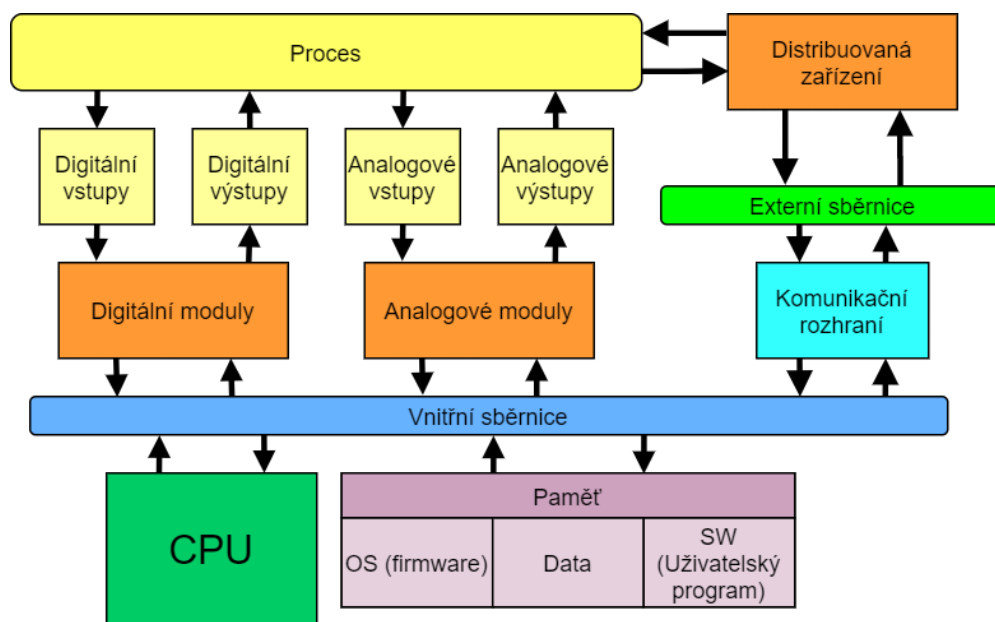 Proces
Distribuovaná
zařízení
Digitální
vstupy
Digitální
výstupy
Analogové
vstupy
Analogové
výstupy
Externí sběrnice
Digitální moduly
Analogové moduly
Komunikační
rozhraní
Vnitřní sběrnice
CPU
Paměť
OS (firmware)
Data
SW
(Uživatelský
program)